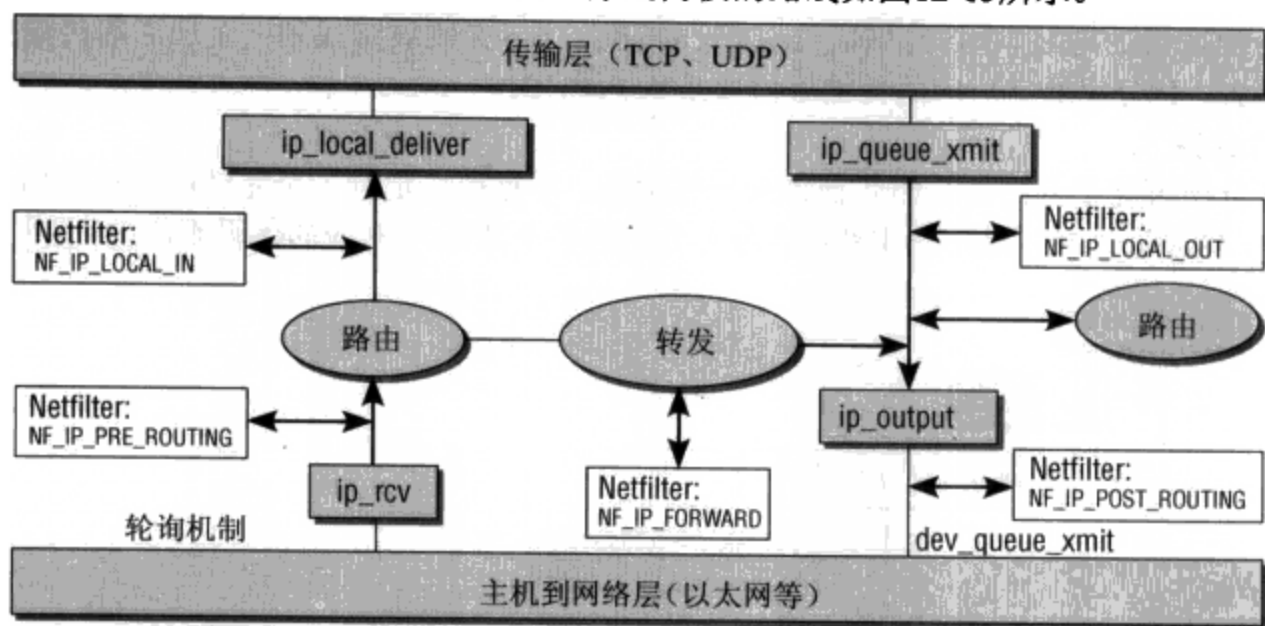 传输层（TCP、UDP）
ip_local_deliver
ip_queue_xmit
Netfilter:
NF_IP_LOCAL_IN
Netfilter:
NF_IP_LOCAL_OUT
路由
转发
路由
Netfilter:
NF_IP_PRE_ROUTING
ip_output
ip_rcv
Netfilter:
NF_IP_FORWARD
Netfilter:
NF_IP_POST_ROUTING
轮询机制
dev_queue_xmit
主机到网络层（以太网等）